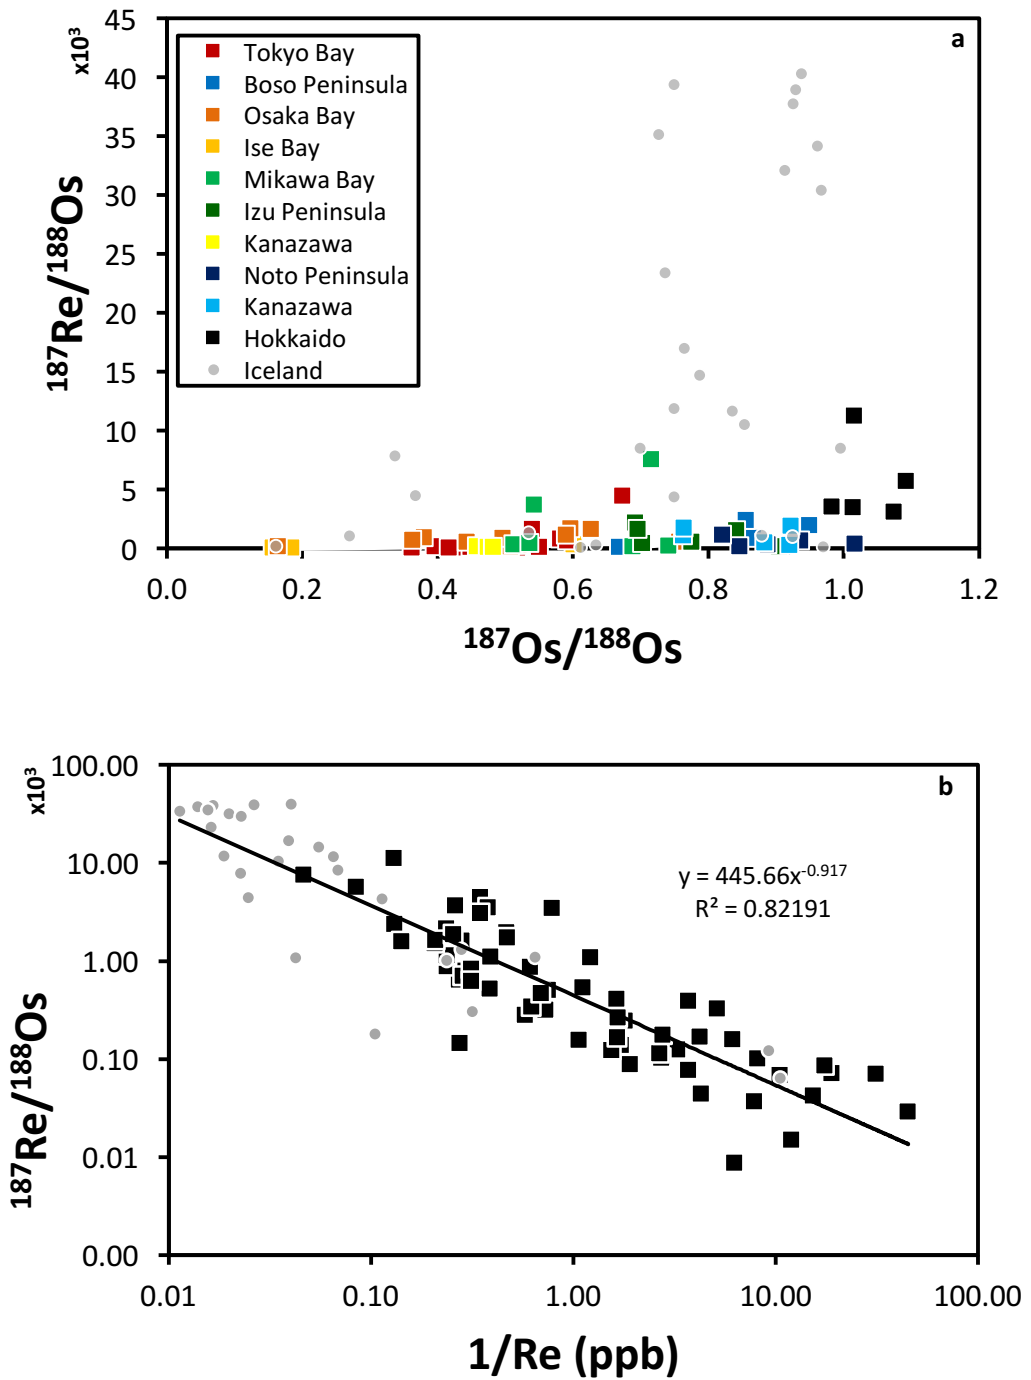 x10³
45
40
35
30
25
20
15
10
5
0
187Re/188Os
a
Tokyo Bay
Boso Peninsula
Osaka Bay
Ise Bay
Mikawa Bay
Izu Peninsula
Kanazawa
Noto Peninsula
Kanazawa
Hokkaido
Iceland
0.0 0.2 0.4 0.6 0.8 1.0 1.2
187Os/188Os
x10³
100.00
10.00
1.00
0.10
0.01
0.00
187Re/188Os
b
y = 445.66x^-0.917
R² = 0.82191
0.01 0.10 1.00 10.00 100.00
1/Re (ppb)